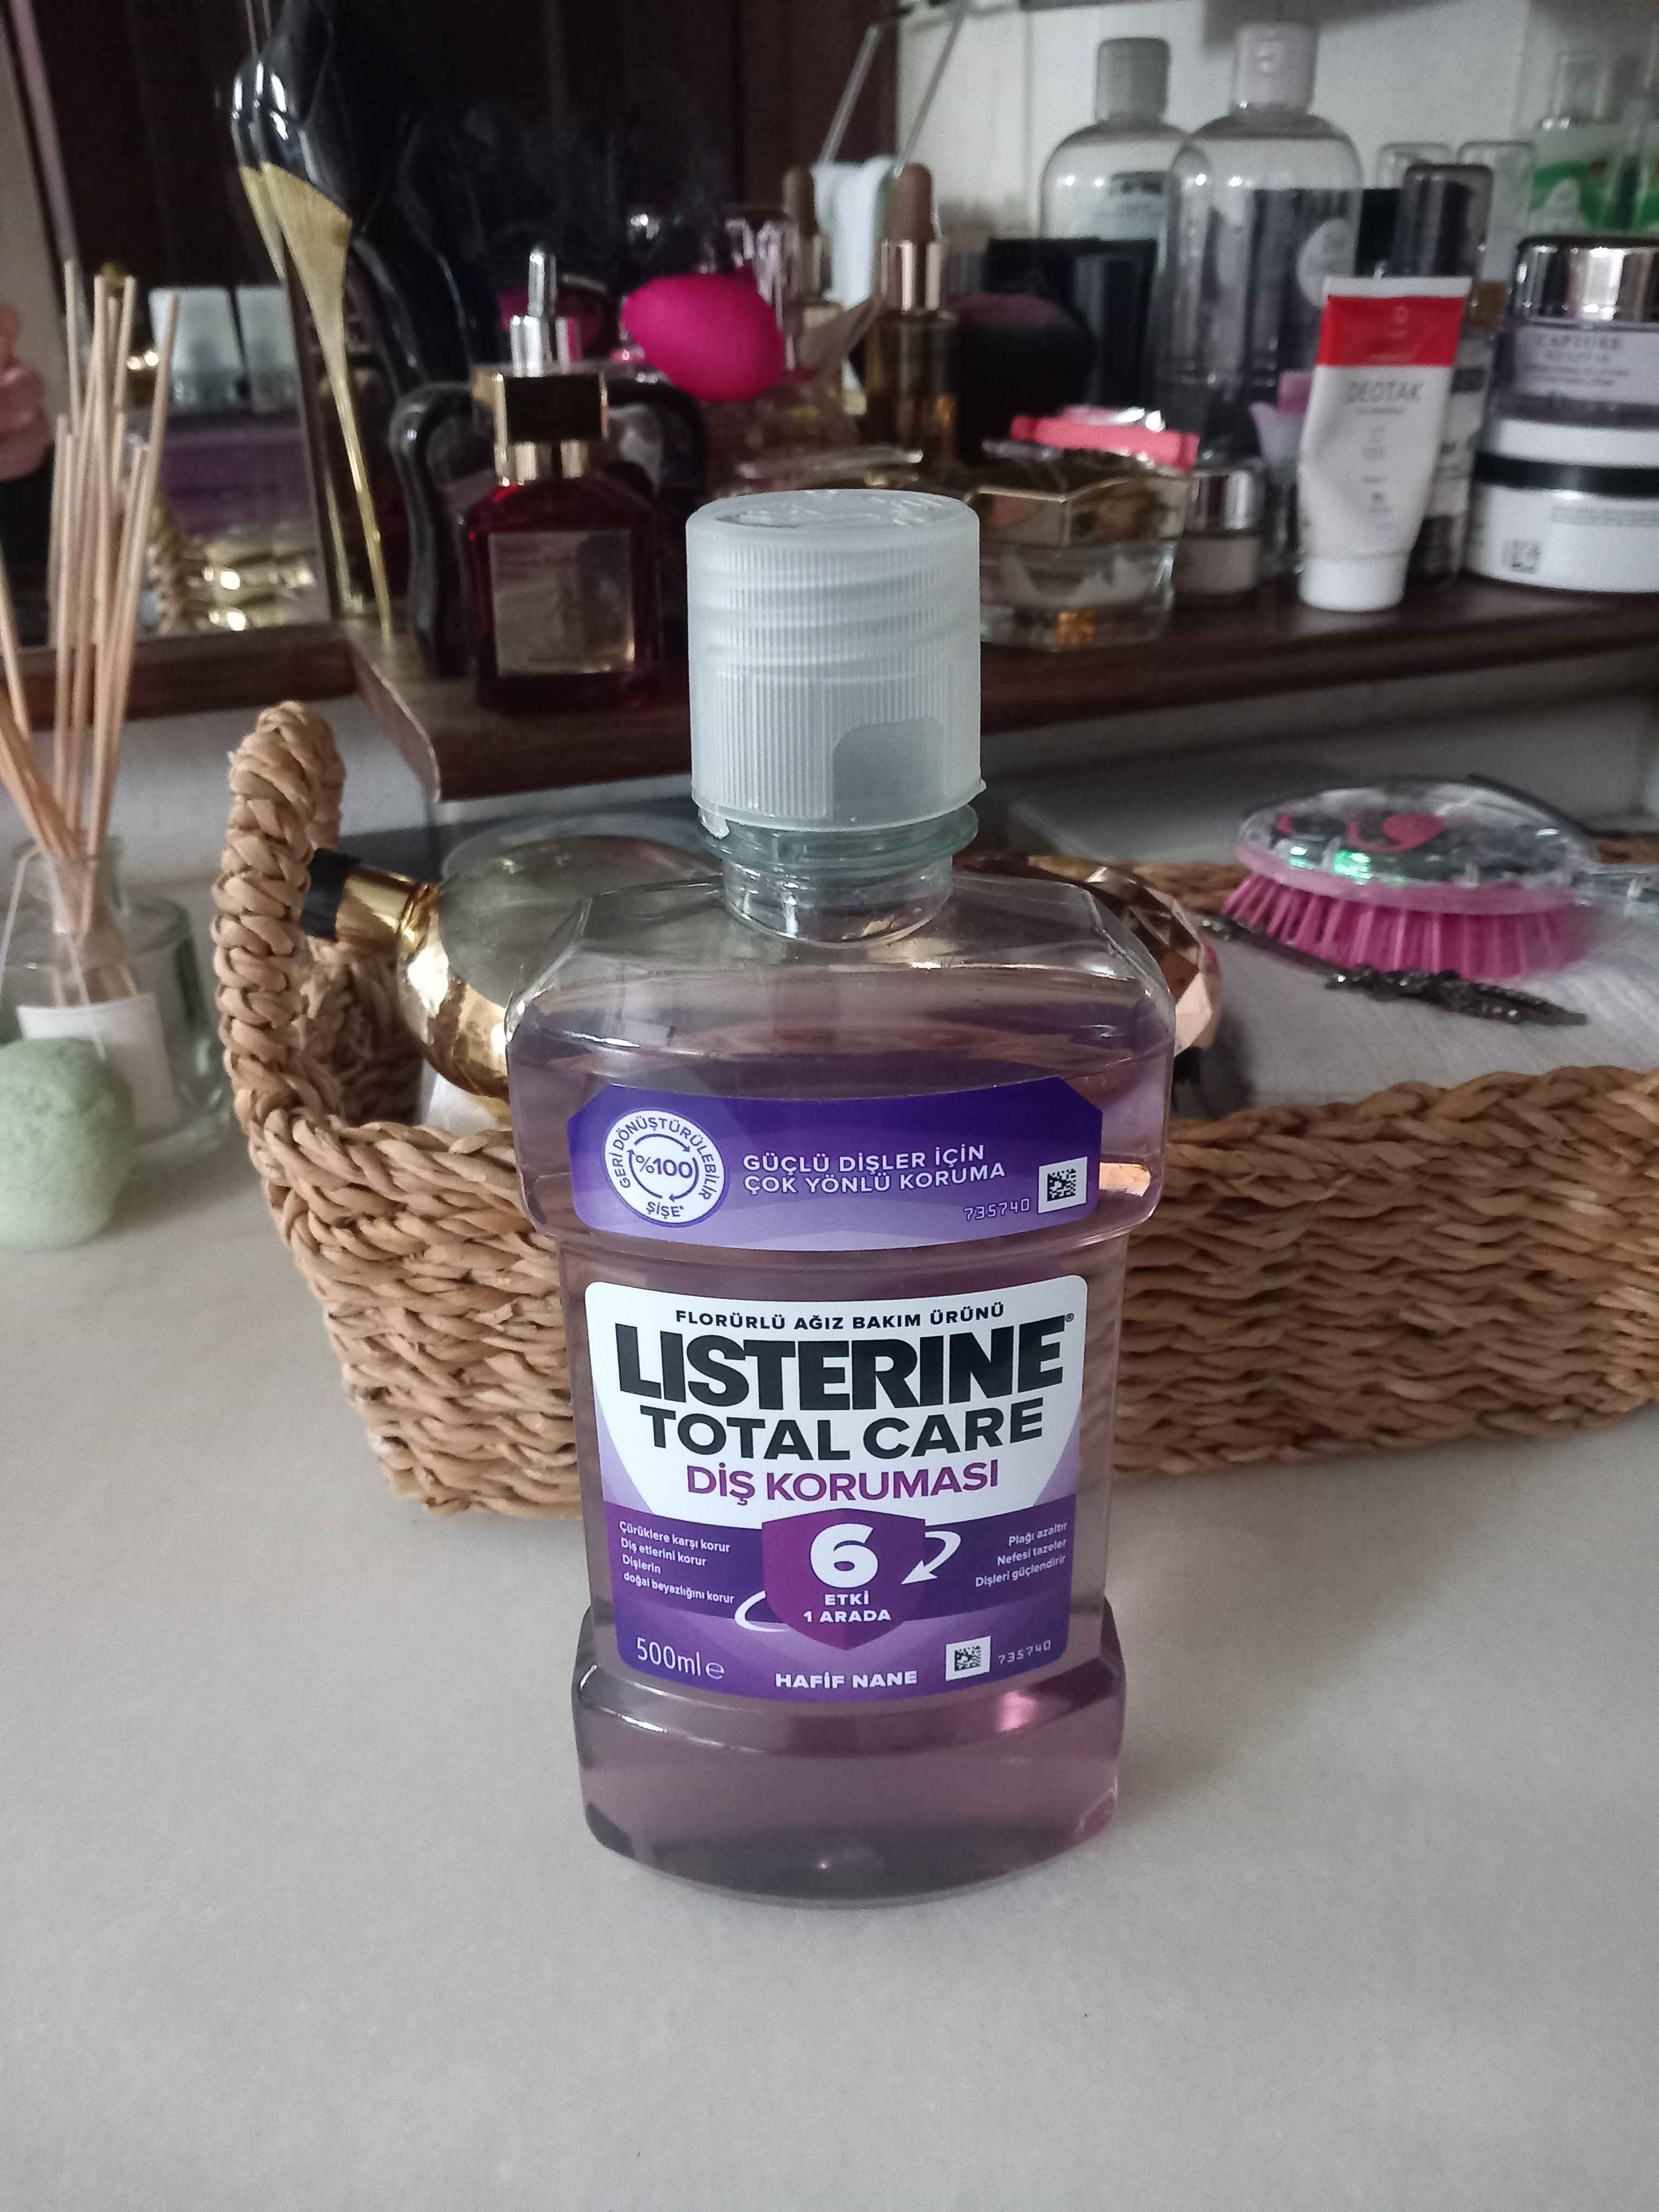 DEOTAK
CAPTURE
GERİ DÖNÜŞTÜRÜLEBİLİR
%100
ŞİŞE*
GÜÇLÜ DİŞLER İÇİN
ÇOK YÖNLÜ KORUMA
735740
FLORÜRLÜ AĞIZ BAKIM ÜRÜNÜ
LISTERINE®
TOTAL CARE
DİŞ KORUMASI
Çürüklere karşı korur
Diş etlerini korur
Dişlerin
doğal beyazlığını korur
6
ETKİ
1 ARADA
Plağı azaltır
Nefesi tazeler
Dişleri güçlendirir
500ml e
HAFİF NANE
735740